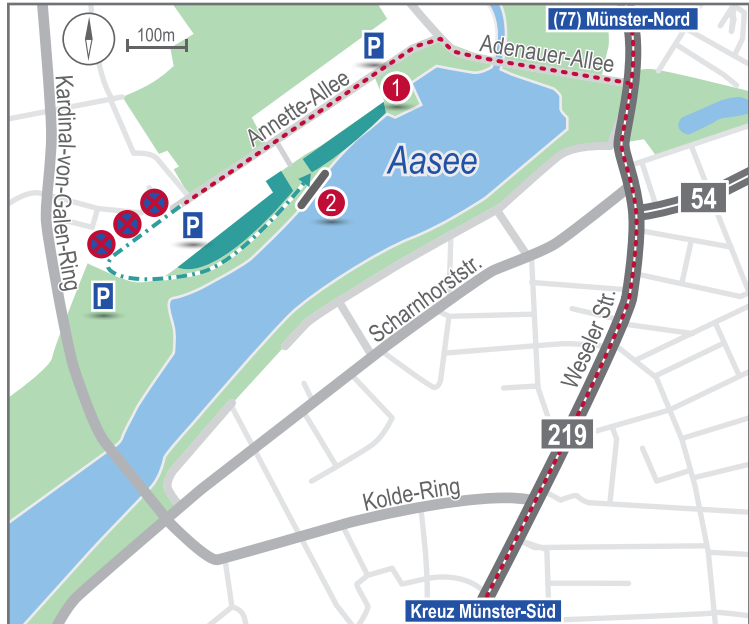 (77) Münster-Nord
100m
P
Adenauer-Allee
Annette-Allee
Kardinal-von-Galen-Ring
1
Aasee
2
54
P
P
Scharnhorststr.
Weseler Str.
219
Kolde-Ring
Kreuz Münster-Süd